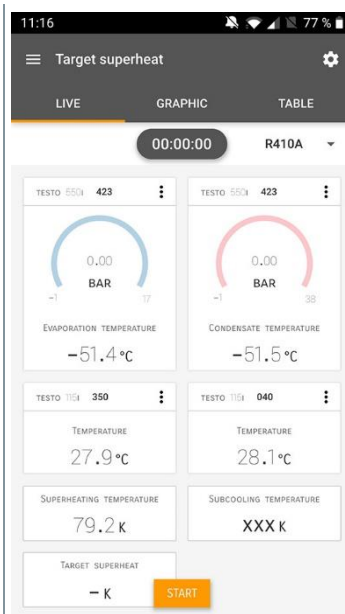 11:16 77 %
Target superheat
LIVE GRAPHIC TABLE
00:00:00 R410A
TESTO 550i 423 TESTO 550i 423
0.00 0.00
BAR BAR
-1 17 -1 38
EVAPORATION TEMPERATURE CONDENSATE TEMPERATURE
-51.4 °C -51.5 °C
TESTO 115i 350 TESTO 115i 040
TEMPERATURE TEMPERATURE
27.9 °C 28.1 °C
SUPERHEATING TEMPERATURE SUBCOOLING TEMPERATURE
79.2 K XXX K
TARGET SUPERHEAT
– K START